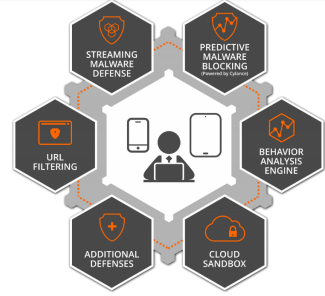 STREAMING
MALWARE
DEFENSE
PREDICTIVE
MALWARE
BLOCKING
(Powered by Cylance)
URL
FILTERING
BEHAVIOR
ANALYSIS
ENGINE
ADDITIONAL
DEFENSES
CLOUD
SANDBOX